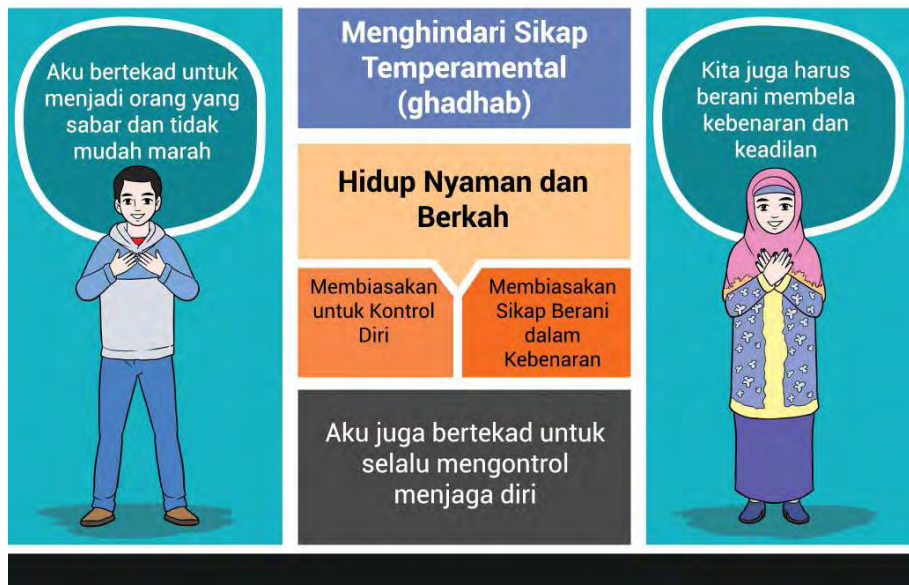 Aku bertekad untuk
menjadi orang yang
sabar dan tidak
mudah marah
Menghindari Sikap
Temperamental
(ghadhab)
Hidup Nyaman dan
Berkah
Membiasakan
untuk Kontrol
Diri
Membiasakan
Sikap Berani
dalam
Kebenaran
Aku juga bertekad untuk
selalu mengontrol
menjaga diri
Kita juga harus
berani membela
kebenaran dan
keadilan